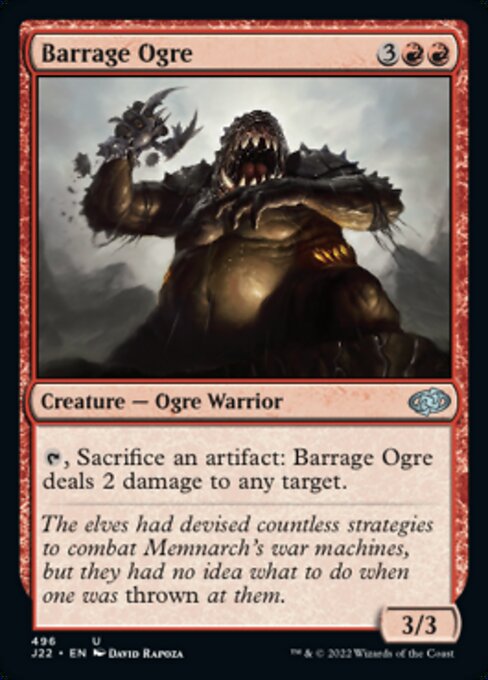 Barrage Ogre 3
Creature — Ogre Warrior
, Sacrifice an artifact: Barrage Ogre
deals 2 damage to any target.
The elves had devised countless strategies
to combat Memnarch's war machines,
but they had no idea what to do when
one was thrown at them.
3/3
496 U
J22 • EN DAVID RAPOZA
™ & © 2022 Wizards of the Coast